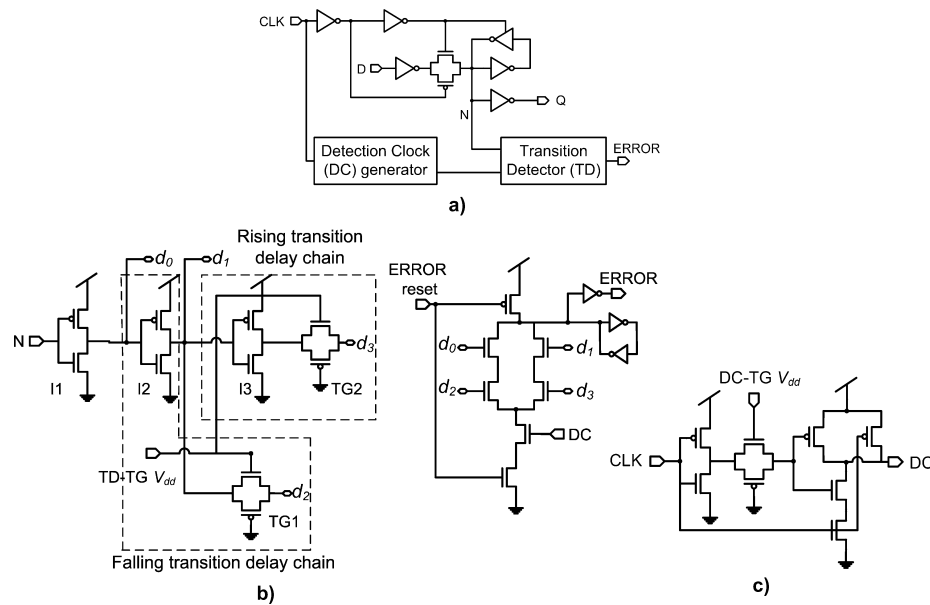 CLK
D
Q
N
Detection Clock
(DC) generator
Transition
Detector (TD)
ERROR
a)
Rising transition
delay chain
d0
d1
N
I1
I2
I3
d3
TG2
TD-TG Vdd
d2
TG1
Falling transition delay chain
b)
ERROR
reset
ERROR
d0
d1
d2
d3
DC
DC-TG Vdd
CLK
DC
c)